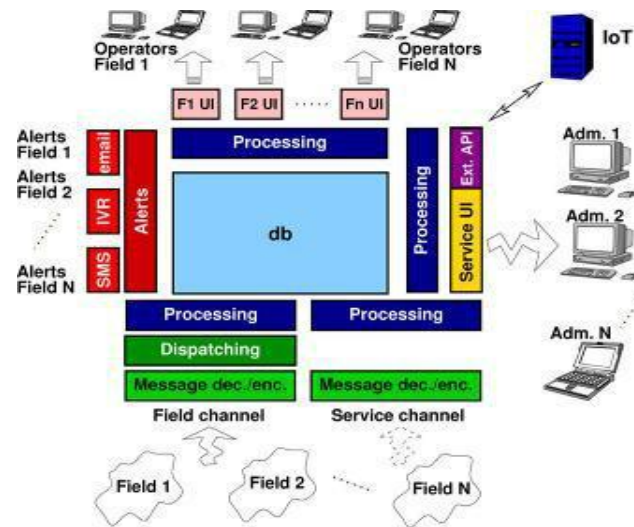 Operators
Field 1
Operators
Field N
IoT
F1 UI
F2 UI
......
Fn UI
Alerts
Field 1
Alerts
Field 2
Alerts
Field N
email
IVR
SMS
Alerts
Processing
db
Processing
Ext. API
Service UI
Adm. 1
Adm. 2
Adm. N
Processing
Processing
Dispatching
Message dec./enc.
Message dec./enc.
Field channel
Service channel
Field 1
Field 2
Field N